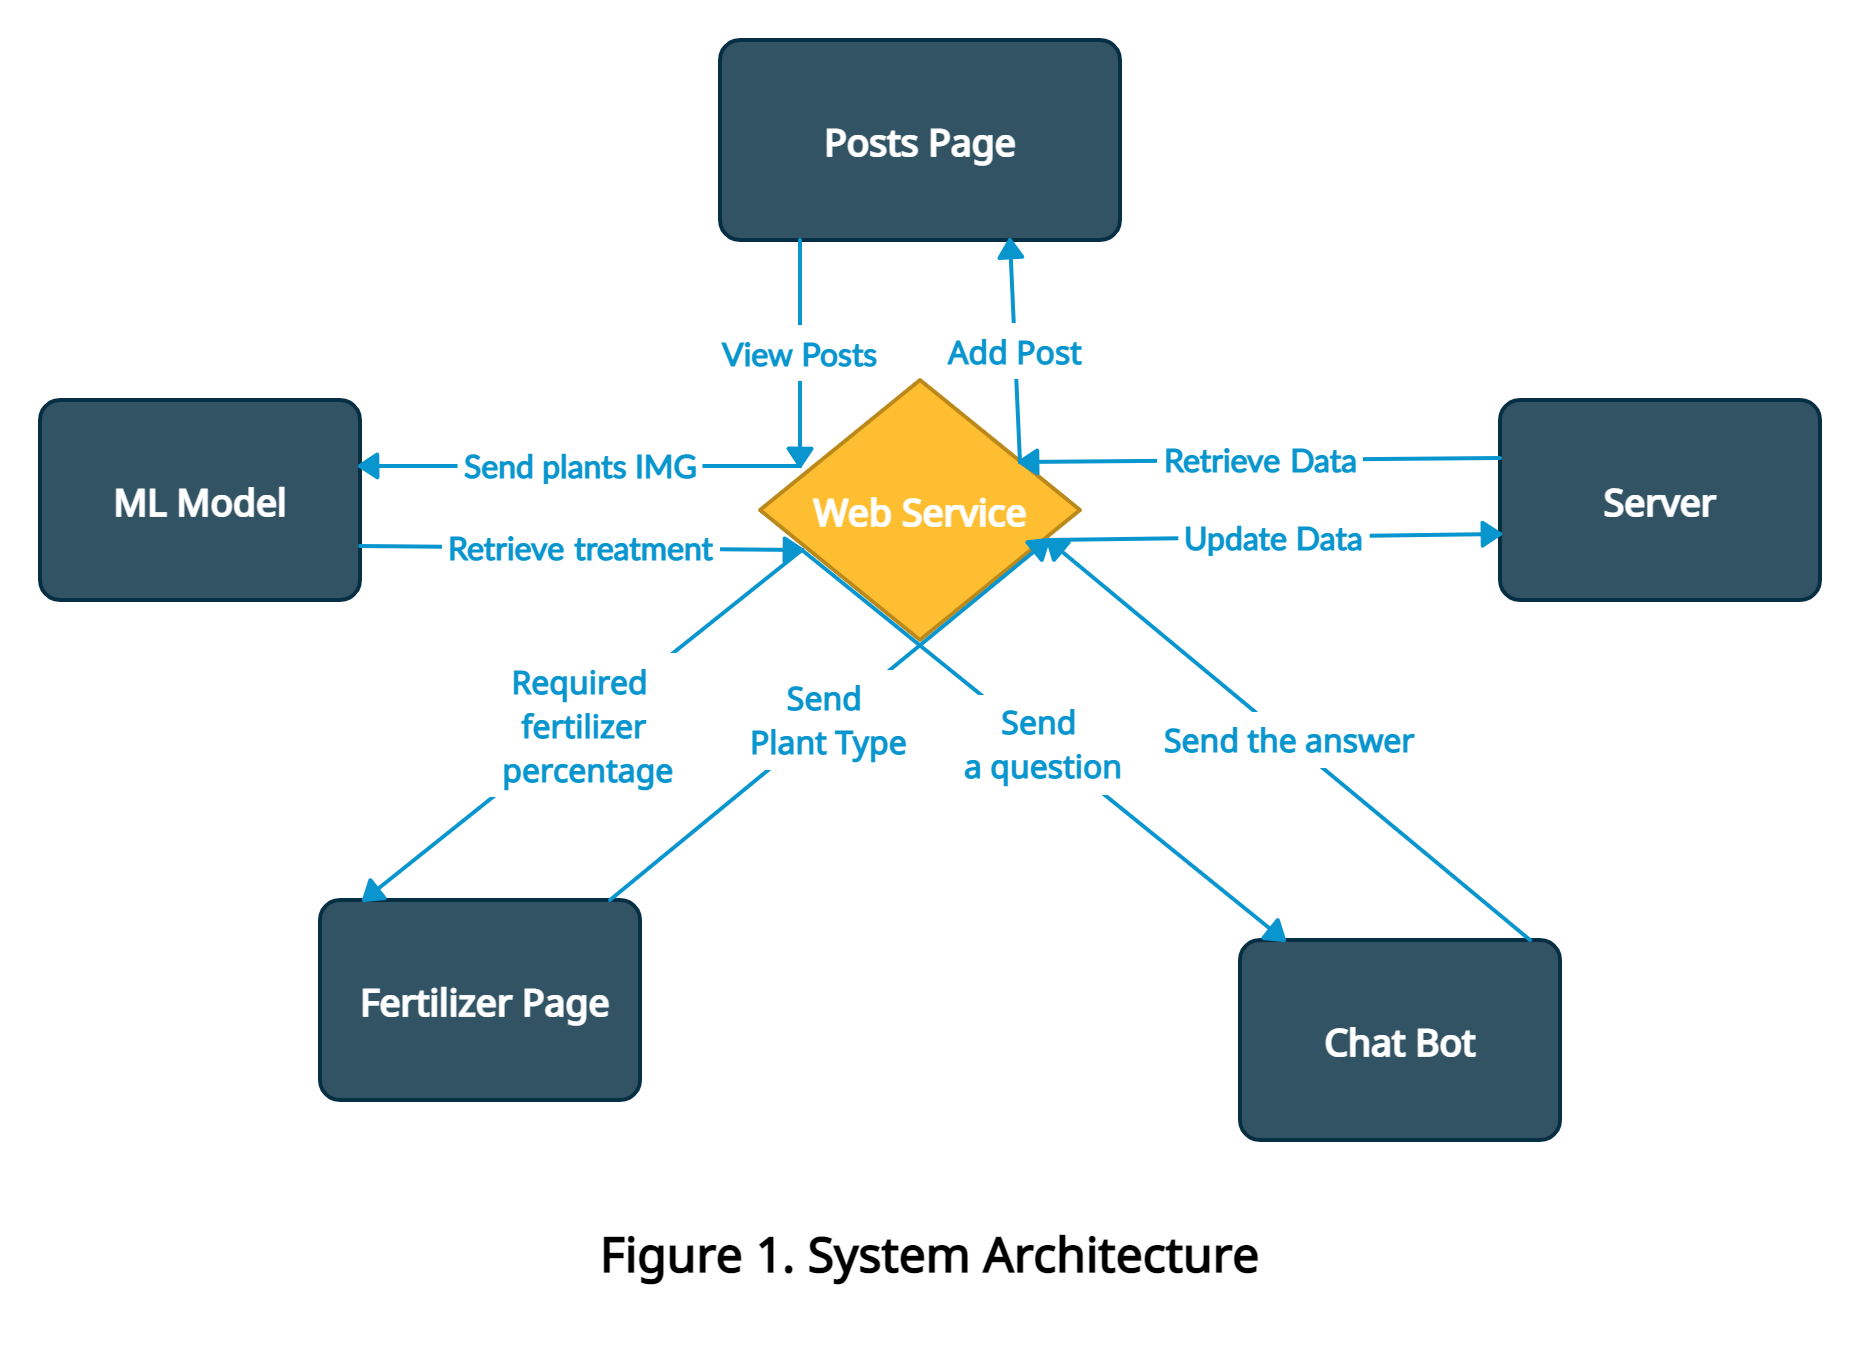 Posts Page
View Posts
Add Post
ML Model
Send plants IMG
Retrieve treatment
Web Service
Retrieve Data
Update Data
Server
Required
fertilizer
percentage
Send
Plant Type
Send
a question
Send the answer
Fertilizer Page
Chat Bot
Figure 1. System Architecture